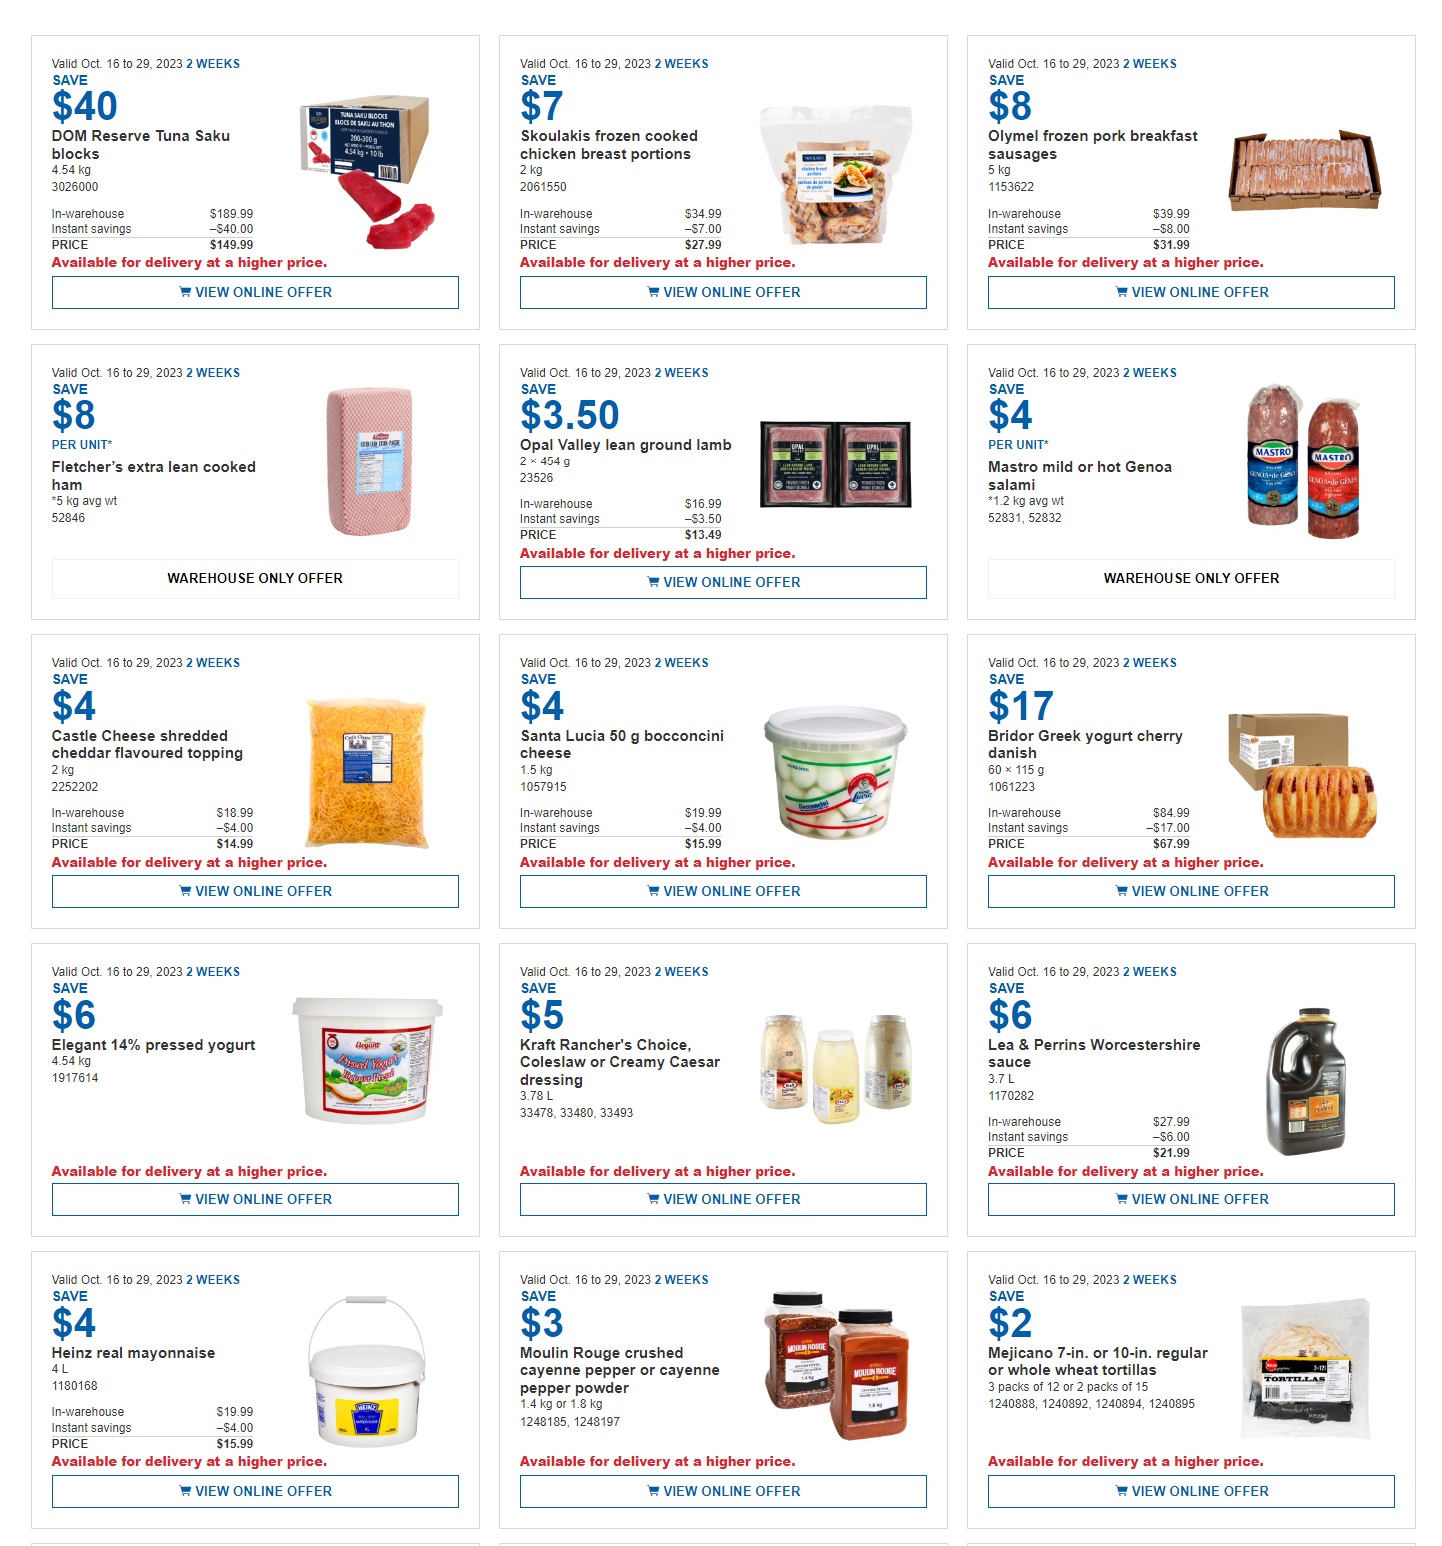 Valid Oct. 16 to 29, 2023 2 WEEKS
SAVE
$40
DOM Reserve Tuna Saku
blocks
4.54 kg
3026000
In-warehouse $189.99
Instant savings –$40.00
PRICE $149.99
Available for delivery at a higher price.
VIEW ONLINE OFFER
TUNA SAKU BLOCKS
BLOCS DE SAKU AU THON
200-300 g
4.54 kg • 10 lb
Valid Oct. 16 to 29, 2023 2 WEEKS
SAVE
$7
Skoulakis frozen cooked
chicken breast portions
2 kg
2061550
In-warehouse $34.99
Instant savings –$7.00
PRICE $27.99
Available for delivery at a higher price.
VIEW ONLINE OFFER
Valid Oct. 16 to 29, 2023 2 WEEKS
SAVE
$8
Olymel frozen pork breakfast
sausages
5 kg
1153622
In-warehouse $39.99
Instant savings –$8.00
PRICE $31.99
Available for delivery at a higher price.
VIEW ONLINE OFFER
Valid Oct. 16 to 29, 2023 2 WEEKS
SAVE
$8
PER UNIT*
Fletcher’s extra lean cooked
ham
*5 kg avg wt
52846
WAREHOUSE ONLY OFFER
Valid Oct. 16 to 29, 2023 2 WEEKS
SAVE
$3.50
Opal Valley lean ground lamb
2 × 454 g
23526
In-warehouse $16.99
Instant savings –$3.50
PRICE $13.49
Available for delivery at a higher price.
VIEW ONLINE OFFER
OPAL
OPAL
Valid Oct. 16 to 29, 2023 2 WEEKS
SAVE
$4
PER UNIT*
Mastro mild or hot Genoa
salami
*1.2 kg avg wt
52831, 52832
WAREHOUSE ONLY OFFER
MASTRO
MASTRO
Valid Oct. 16 to 29, 2023 2 WEEKS
SAVE
$4
Castle Cheese shredded
cheddar flavoured topping
2 kg
2252202
In-warehouse $18.99
Instant savings –$4.00
PRICE $14.99
Available for delivery at a higher price.
VIEW ONLINE OFFER
Castle Cheese
Valid Oct. 16 to 29, 2023 2 WEEKS
SAVE
$4
Santa Lucia 50 g bocconcini
cheese
1.5 kg
1057915
In-warehouse $19.99
Instant savings –$4.00
PRICE $15.99
Available for delivery at a higher price.
VIEW ONLINE OFFER
Bocconcini
Lucia
Valid Oct. 16 to 29, 2023 2 WEEKS
SAVE
$17
Bridor Greek yogurt cherry
danish
60 × 115 g
1061223
In-warehouse $84.99
Instant savings –$17.00
PRICE $67.99
Available for delivery at a higher price.
VIEW ONLINE OFFER
Valid Oct. 16 to 29, 2023 2 WEEKS
SAVE
$6
Elegant 14% pressed yogurt
4.54 kg
1917614
Available for delivery at a higher price.
VIEW ONLINE OFFER
Elegant
Pressed Yogurt
Valid Oct. 16 to 29, 2023 2 WEEKS
SAVE
$5
Kraft Rancher's Choice,
Coleslaw or Creamy Caesar
dressing
3.78 L
33478, 33480, 33493
Available for delivery at a higher price.
VIEW ONLINE OFFER
Valid Oct. 16 to 29, 2023 2 WEEKS
SAVE
$6
Lea & Perrins Worcestershire
sauce
3.7 L
1170282
In-warehouse $27.99
Instant savings –$6.00
PRICE $21.99
Available for delivery at a higher price.
VIEW ONLINE OFFER
Valid Oct. 16 to 29, 2023 2 WEEKS
SAVE
$4
Heinz real mayonnaise
4 L
1180168
In-warehouse $19.99
Instant savings –$4.00
PRICE $15.99
Available for delivery at a higher price.
VIEW ONLINE OFFER
HEINZ
Valid Oct. 16 to 29, 2023 2 WEEKS
SAVE
$3
Moulin Rouge crushed
cayenne pepper or cayenne
pepper powder
1.4 kg or 1.8 kg
1248185, 1248197
Available for delivery at a higher price.
VIEW ONLINE OFFER
MOULIN ROUGE
1.4 kg
MOULIN ROUGE
1.8 kg
Valid Oct. 16 to 29, 2023 2 WEEKS
SAVE
$2
Mejicano 7-in. or 10-in. regular
or whole wheat tortillas
3 packs of 12 or 2 packs of 15
1240888, 1240892, 1240894, 1240895
Available for delivery at a higher price.
VIEW ONLINE OFFER
TORTILLAS